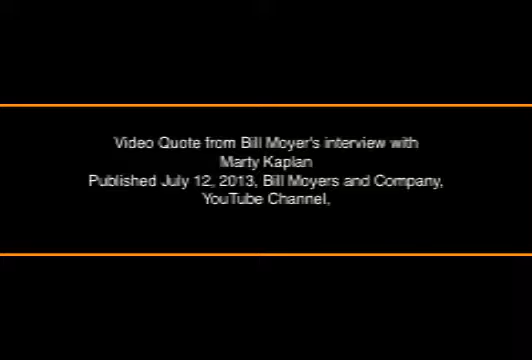 Video Quote from Bill Moyer's interview with
Marty Kaplan
Published July 12, 2013, Bill Moyers and Company,
YouTube Channel,